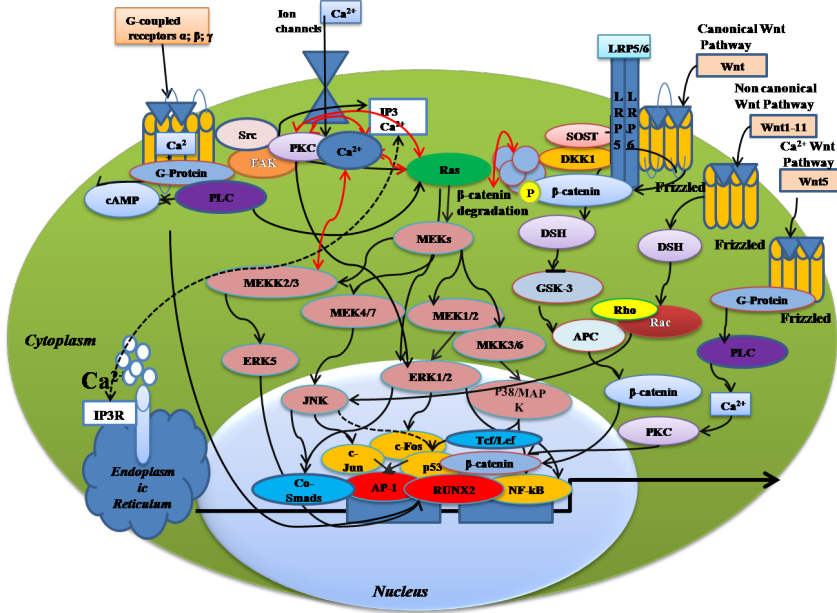 G-coupled
receptors α; β; γ
Ion
channels
Ca²⁺
LRP5/6
Canonical Wnt
Pathway
Wnt
Non canonical
Wnt Pathway
Wnt1-11
Ca²⁺ Wnt
Pathway
Wnt5
IP3
Ca²⁺
L
R
P
5
L
R
P
6
Src
PKC
Ca²⁺
Ca²
FAK
G-Protein
cAMP
PLC
Ras
SOST
DKK1
P
β-catenin
β-catenin
degradation
Frizzled
Frizzled
Frizzled
DSH
DSH
MEKs
MEKK2/3
MEK4/7
MEK1/2
MKK3/6
GSK-3
APC
Rho
Rac
G-Protein
PLC
Ca²⁺
PKC
β-catenin
Cytoplasm
Ca²⁻
IP3R
Endoplasm
ic
Reticulum
ERK5
JNK
ERK1/2
P38/MAP
K
c-Fos
Tcf/Lef
c-
Jun
p53
β-catenin
Co-
Smads
AP-1
RUNX2
NF-kB
Nucleus